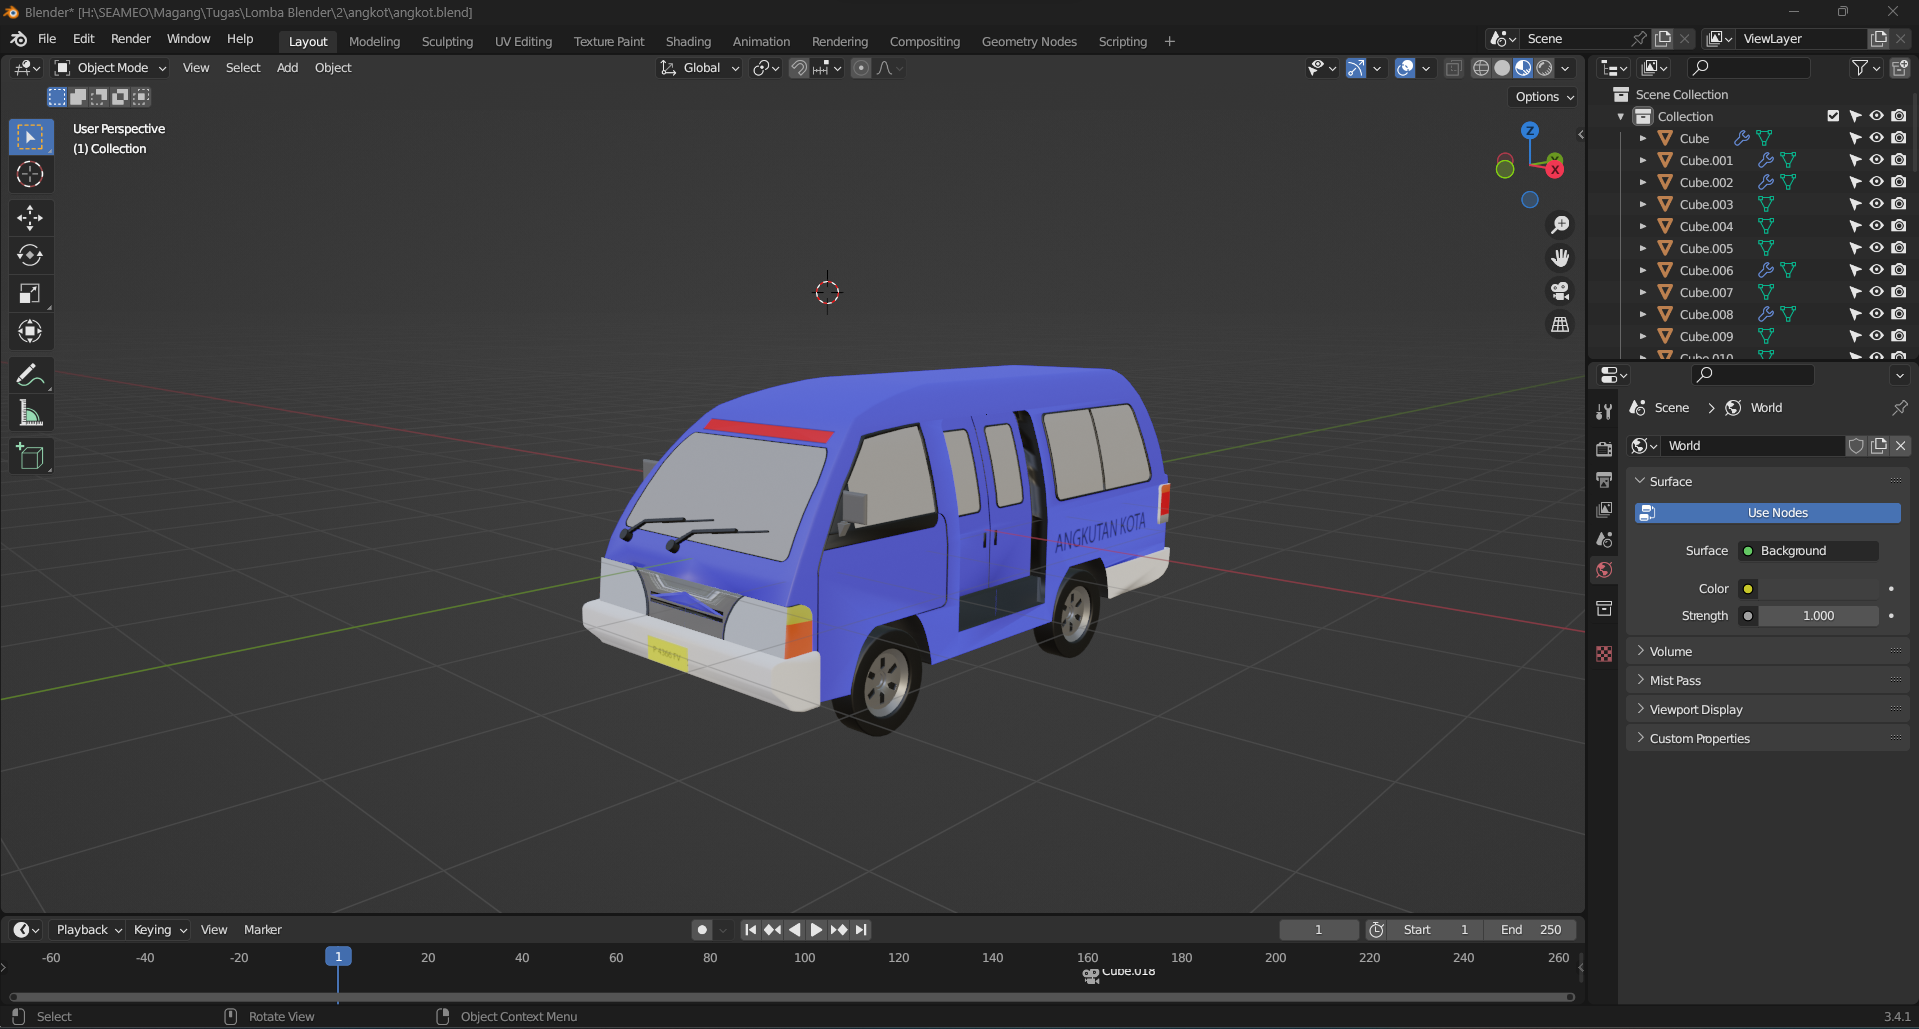 Blender* [H:\SEAMEO\Magang\Tugas\Lomba Blender\2\angkot\angkot.blend]
File Edit Render Window Help Layout Modeling Sculpting UV Editing Texture Paint Shading Animation Rendering Compositing Geometry Nodes Scripting + Scene ViewLayer
Object Mode View Select Add Object Global
Options
User Perspective
(1) Collection
Z
Y
X
ANGKUTAN KOTA
Scene Collection
Collection
Cube
Cube.001
Cube.002
Cube.003
Cube.004
Cube.005
Cube.006
Cube.007
Cube.008
Cube.009
Cube.010
Scene > World
World
Surface
Use Nodes
Surface Background
Color
Strength 1.000
Volume
Mist Pass
Viewport Display
Custom Properties
Playback Keying View Marker 1 Start 1 End 250
-60 -40 -20 1 20 40 60 80 100 120 140 160 180 200 220 240 260
Cube.018
Select Rotate View Object Context Menu 3.4.1